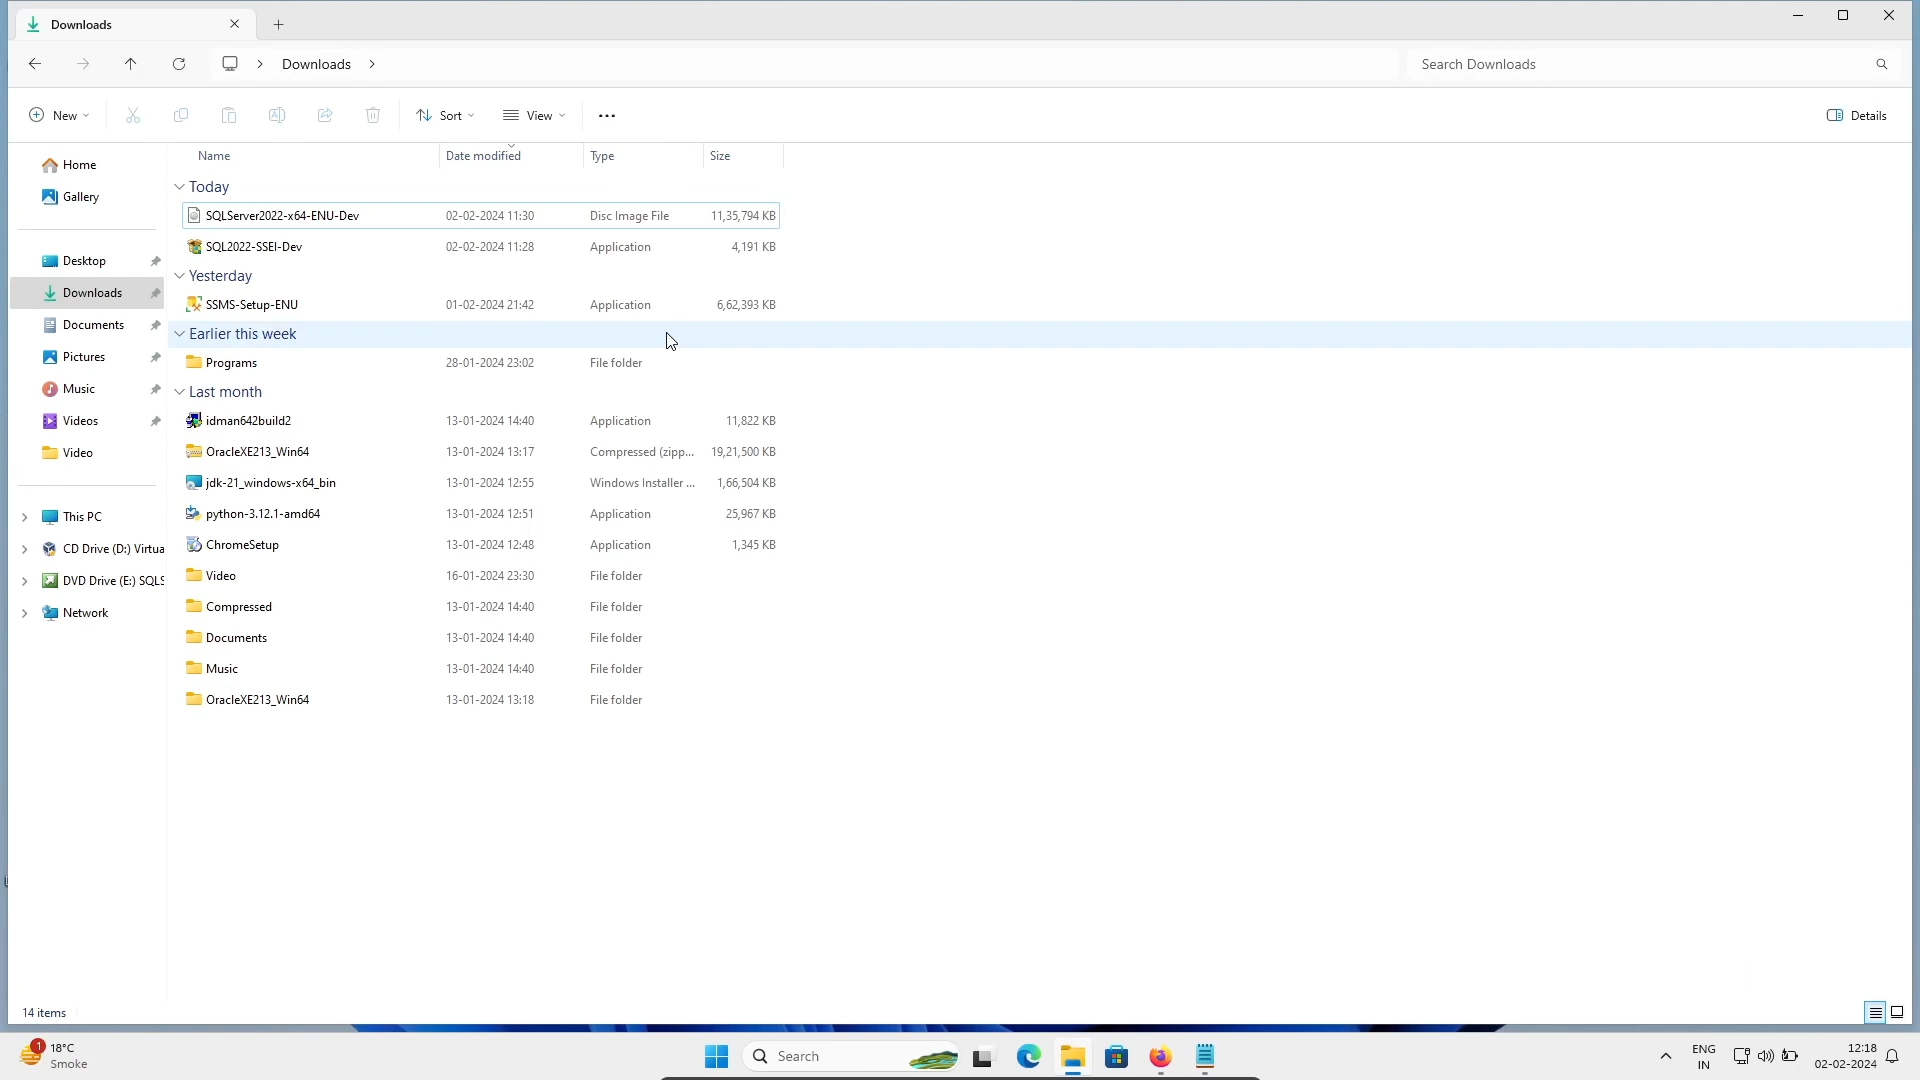 Downloads
Downloads
Search Downloads
New
Sort
View
Details
Name Date modified Type Size
Home
Gallery
Desktop
Downloads
Documents
Pictures
Music
Videos
Video
This PC
CD Drive (D:) Virtua
DVD Drive (E:) SQLS
Network
Today
SQLServer2022-x64-ENU-Dev 02-02-2024 11:30 Disc Image File 11,35,794 KB
SQL2022-SSEI-Dev 02-02-2024 11:28 Application 4,191 KB
Yesterday
SSMS-Setup-ENU 01-02-2024 21:42 Application 6,62,393 KB
Earlier this week
Programs 28-01-2024 23:02 File folder
Last month
idman642build2 13-01-2024 14:40 Application 11,822 KB
OracleXE213_Win64 13-01-2024 13:17 Compressed (zipp... 19,21,500 KB
jdk-21_windows-x64_bin 13-01-2024 12:55 Windows Installer ... 1,66,504 KB
python-3.12.1-amd64 13-01-2024 12:51 Application 25,967 KB
ChromeSetup 13-01-2024 12:48 Application 1,345 KB
Video 16-01-2024 23:30 File folder
Compressed 13-01-2024 14:40 File folder
Documents 13-01-2024 14:40 File folder
Music 13-01-2024 14:40 File folder
OracleXE213_Win64 13-01-2024 13:18 File folder
14 items
1
18°C
Smoke
Search
ENG
IN
12:18
02-02-2024